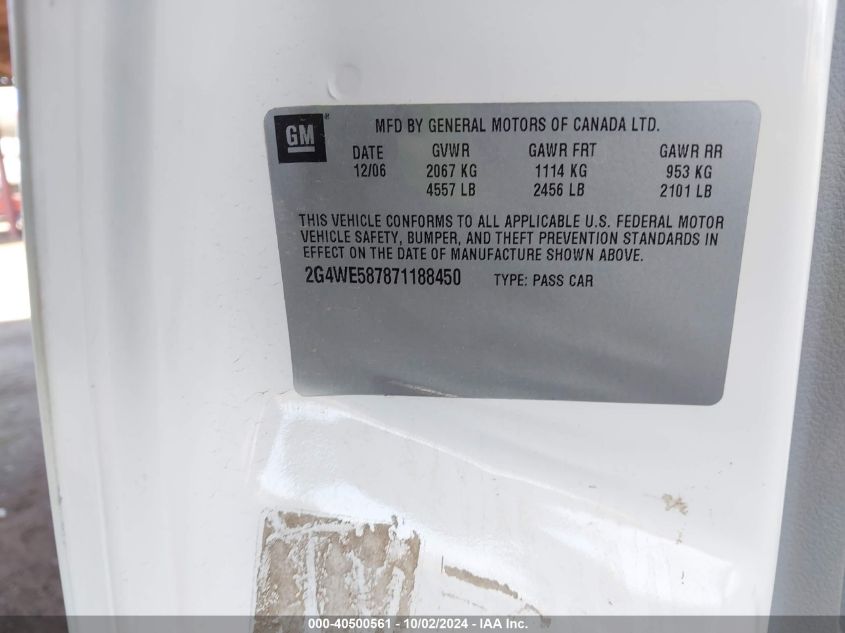 GM ®
MFD BY GENERAL MOTORS OF CANADA LTD.
DATE GVWR GAWR FRT GAWR RR
12/06 2067 KG 1114 KG 953 KG
4557 LB 2456 LB 2101 LB
THIS VEHICLE CONFORMS TO ALL APPLICABLE U.S. FEDERAL MOTOR
VEHICLE SAFETY, BUMPER, AND THEFT PREVENTION STANDARDS IN
EFFECT ON THE DATE OF MANUFACTURE SHOWN ABOVE.
2G4WE587871188450 TYPE: PASS CAR
000-40500561 - 10/02/2024 - IAA Inc.